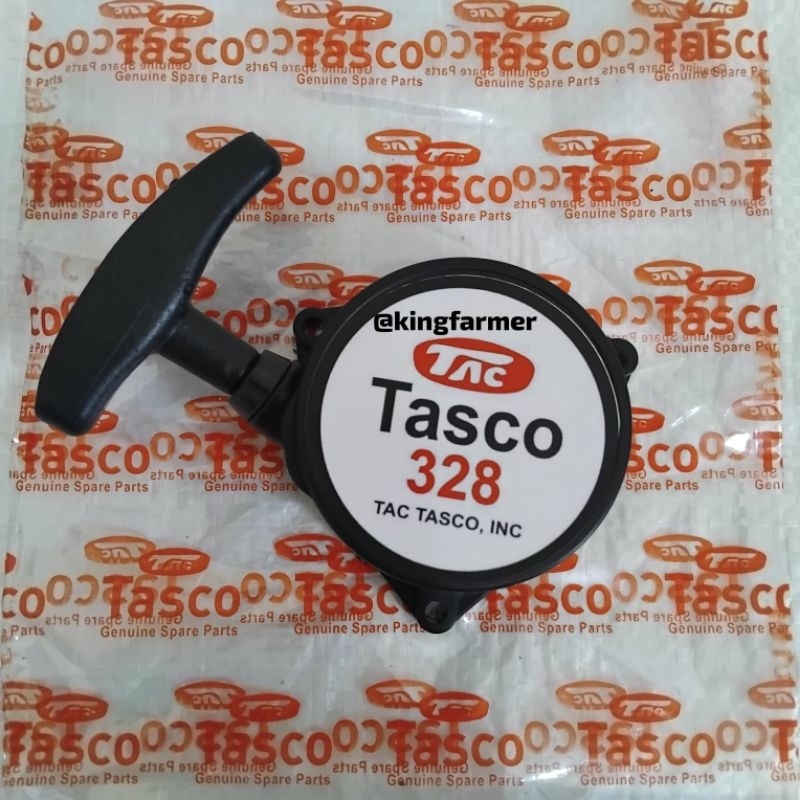 @kingfarmer
TAC
Tasco
328
TAC TASCO, INC
Tasco
Genuine Spare Parts